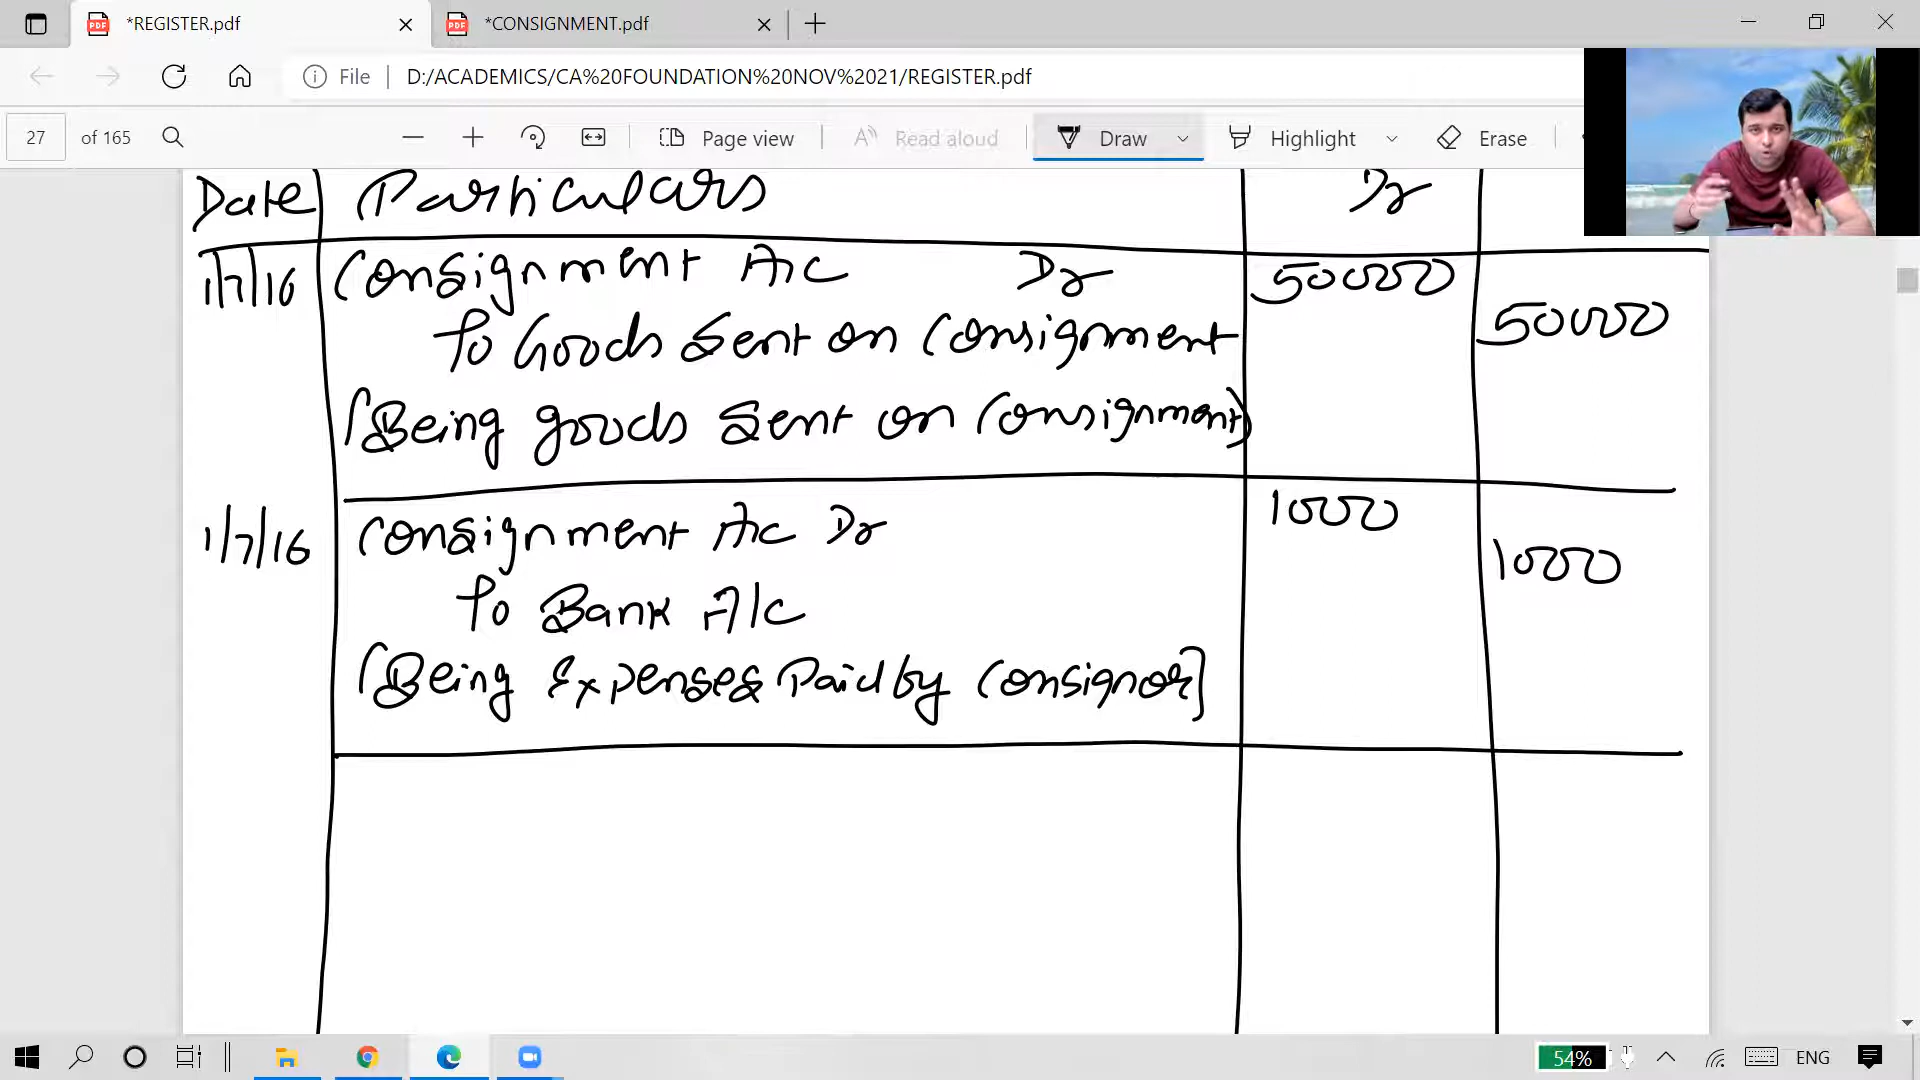 *REGISTER.pdf
*CONSIGNMENT.pdf
File
D:/ACADEMICS/CA%20FOUNDATION%20NOV%2021/REGISTER.pdf
27 of 165
Page view
Read aloud
Draw
Highlight
Erase
Date Particulars Dr
1/7/16 Consignment A/c Dr 50000
To Goods Sent on Consignment 50000
(Being goods Sent on Consignment)
1/7/16 Consignment A/c Dr 1000
To Bank A/c 1000
(Being Expenses Paid by Consignor)
54%
ENG